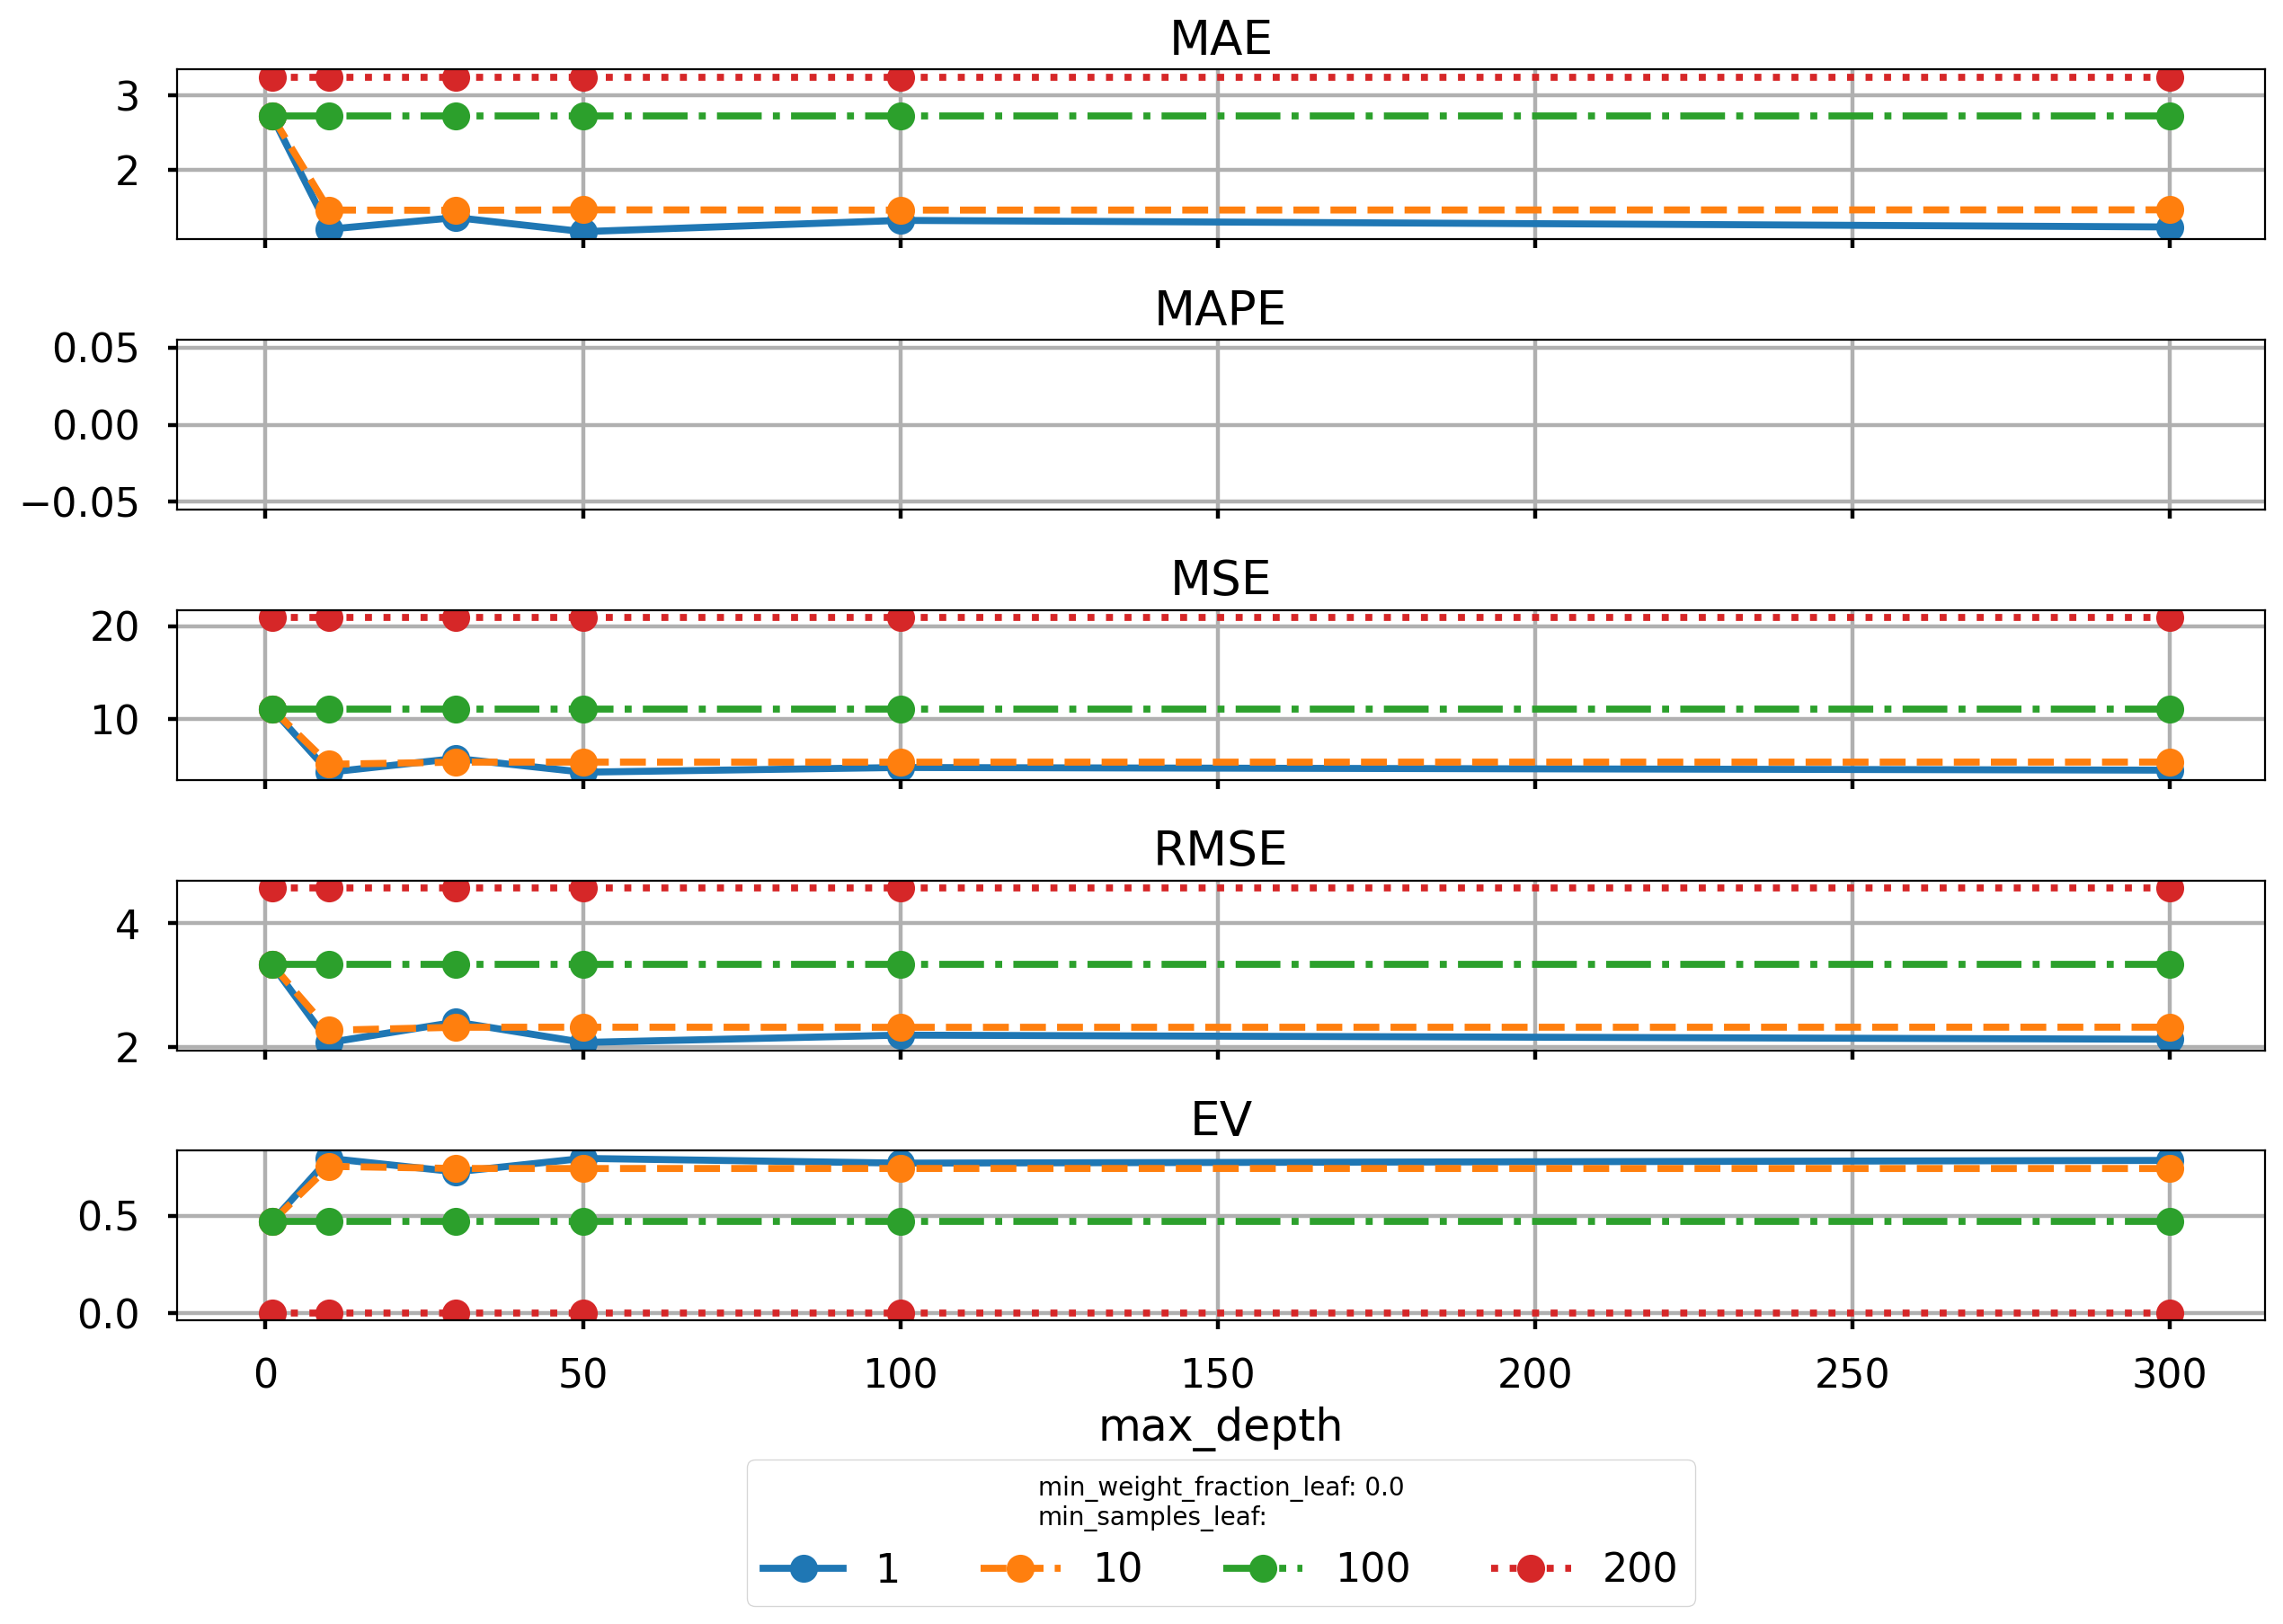 MAE
3
2
MAPE
0.05
0.00
−0.05
MSE
20
10
RMSE
4
2
EV
0.5
0.0
0 50 100 150 200 250 300
max_depth
min_weight_fraction_leaf: 0.0
min_samples_leaf:
1 10 100 200